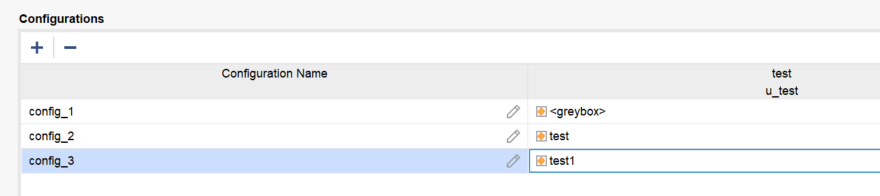 Configurations
Configuration Name
test
u_test
config_1
<greybox>
config_2
test
config_3
test1